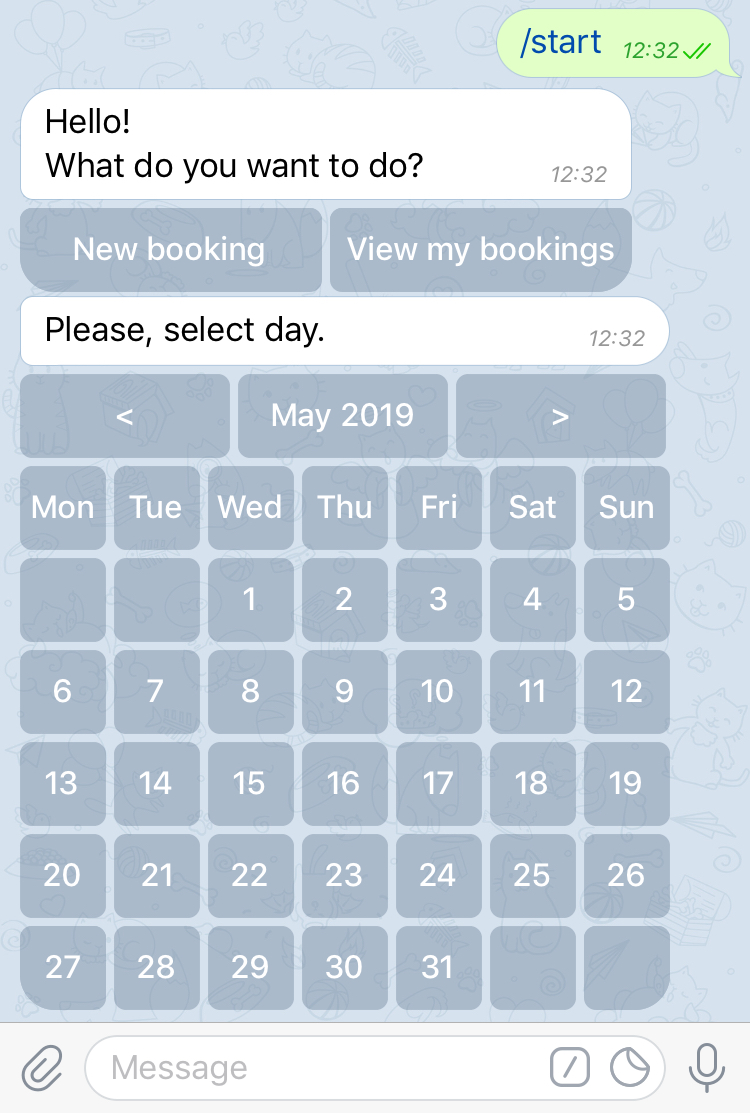 /start 12:32
Hello!
What do you want to do? 12:32
New booking View my bookings
Please, select day. 12:32
< May 2019 >
Mon Tue Wed Thu Fri Sat Sun
1 2 3 4 5
6 7 8 9 10 11 12
13 14 15 16 17 18 19
20 21 22 23 24 25 26
27 28 29 30 31
Message